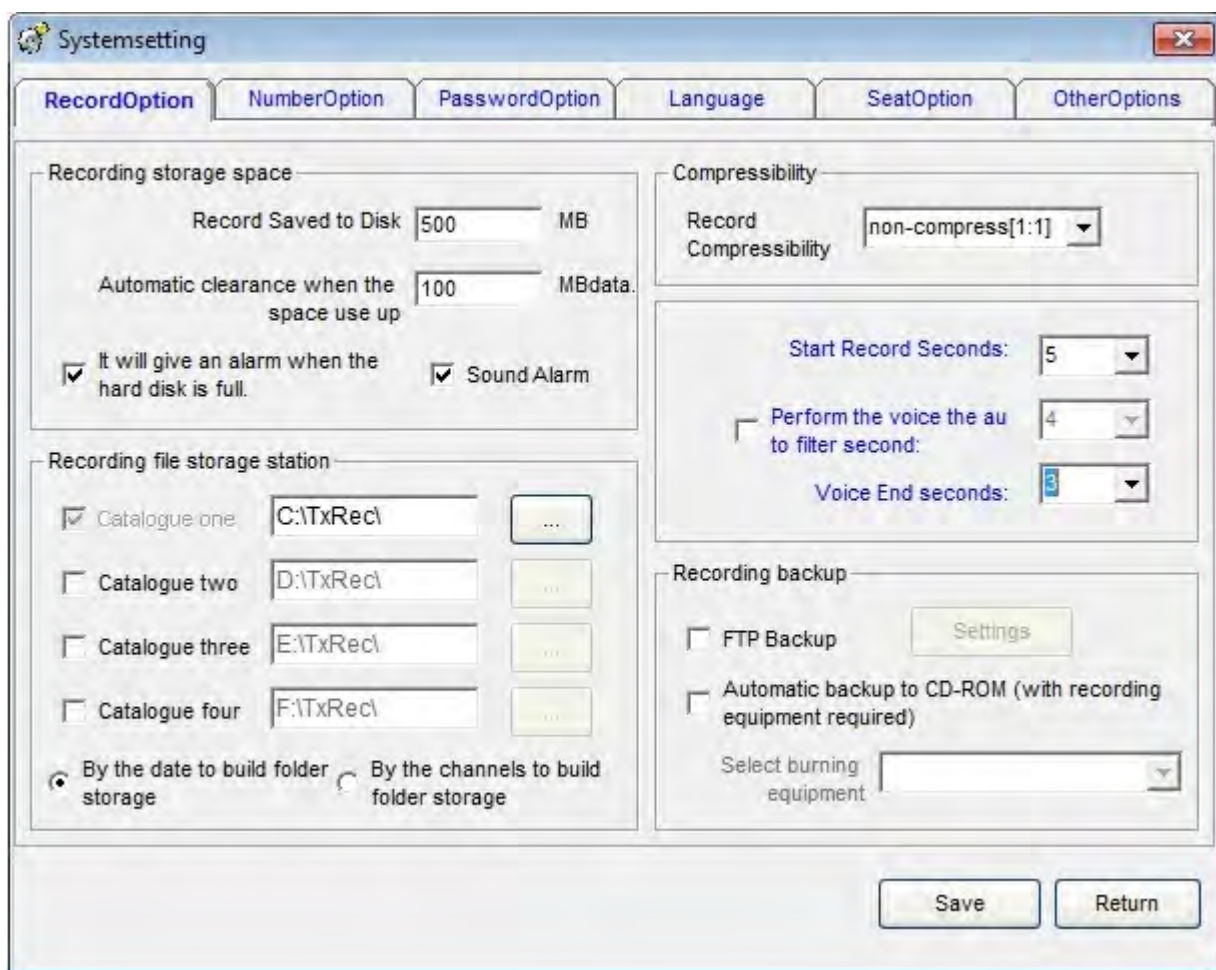 Systemsetting
RecordOption NumberOption PasswordOption Language SeatOption OtherOptions
Recording storage space
Record Saved to Disk 500 MB
Automatic clearance when the
space use up 100 MBdata.
It will give an alarm when the
hard disk is full.
Sound Alarm
Recording file storage station
Catalogue one C:\TxRec\ ...
Catalogue two D:\TxRec\ ...
Catalogue three E:\TxRec\ ...
Catalogue four F:\TxRec\ ...
By the date to build folder
storage
By the channels to build
folder storage
Compressibility
Record
Compressibility
non-compress[1:1]
Start Record Seconds: 5
Perform the voice the au
to filter second:
4
Voice End seconds: 3
Recording backup
FTP Backup Settings
Automatic backup to CD-ROM (with recording
equipment required)
Select burning
equipment
Save Return